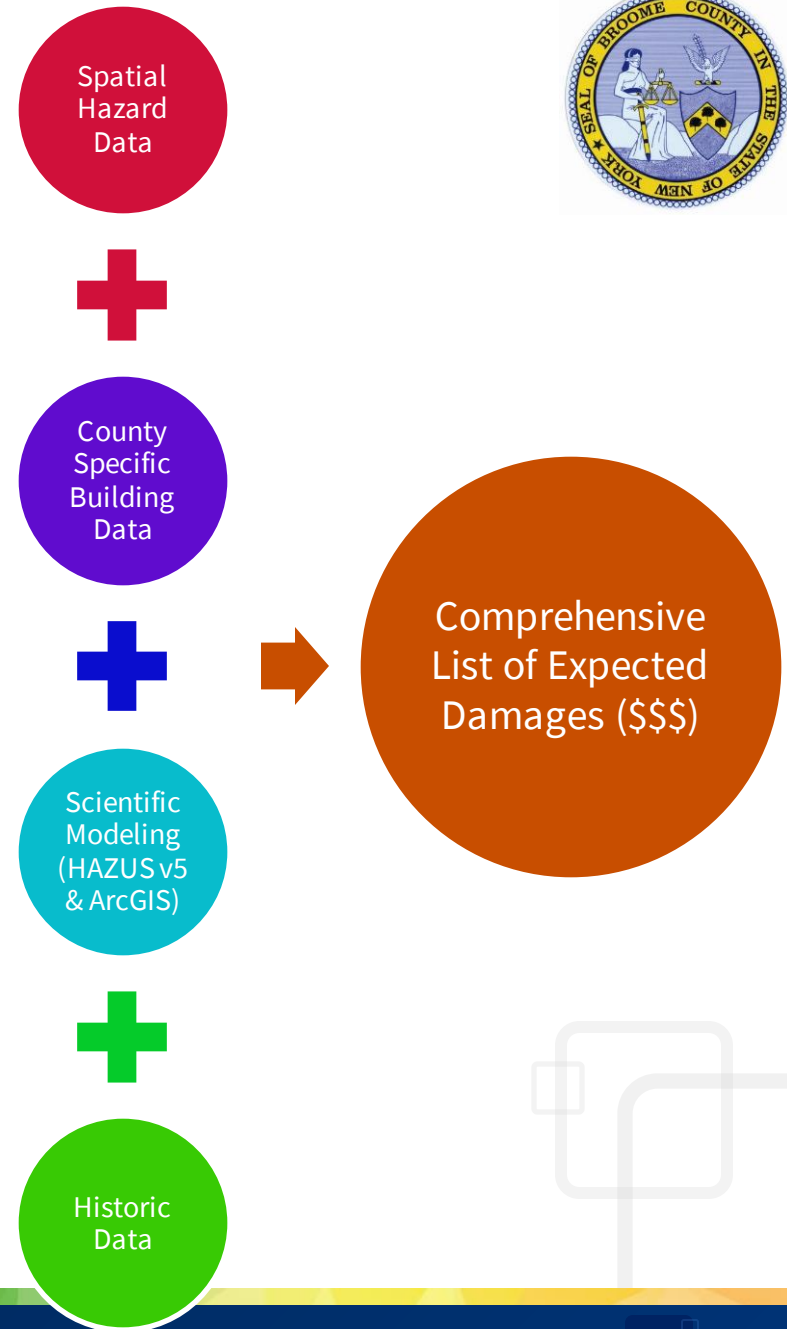 Spatial
Hazard
Data
SEAL OF BROOME COUNTY IN THE STATE OF NEW YORK ★
County
Specific
Building
Data
Comprehensive
List of Expected
Damages ($$$)
Scientific
Modeling
(HAZUS v5
& ArcGIS)
Historic
Data